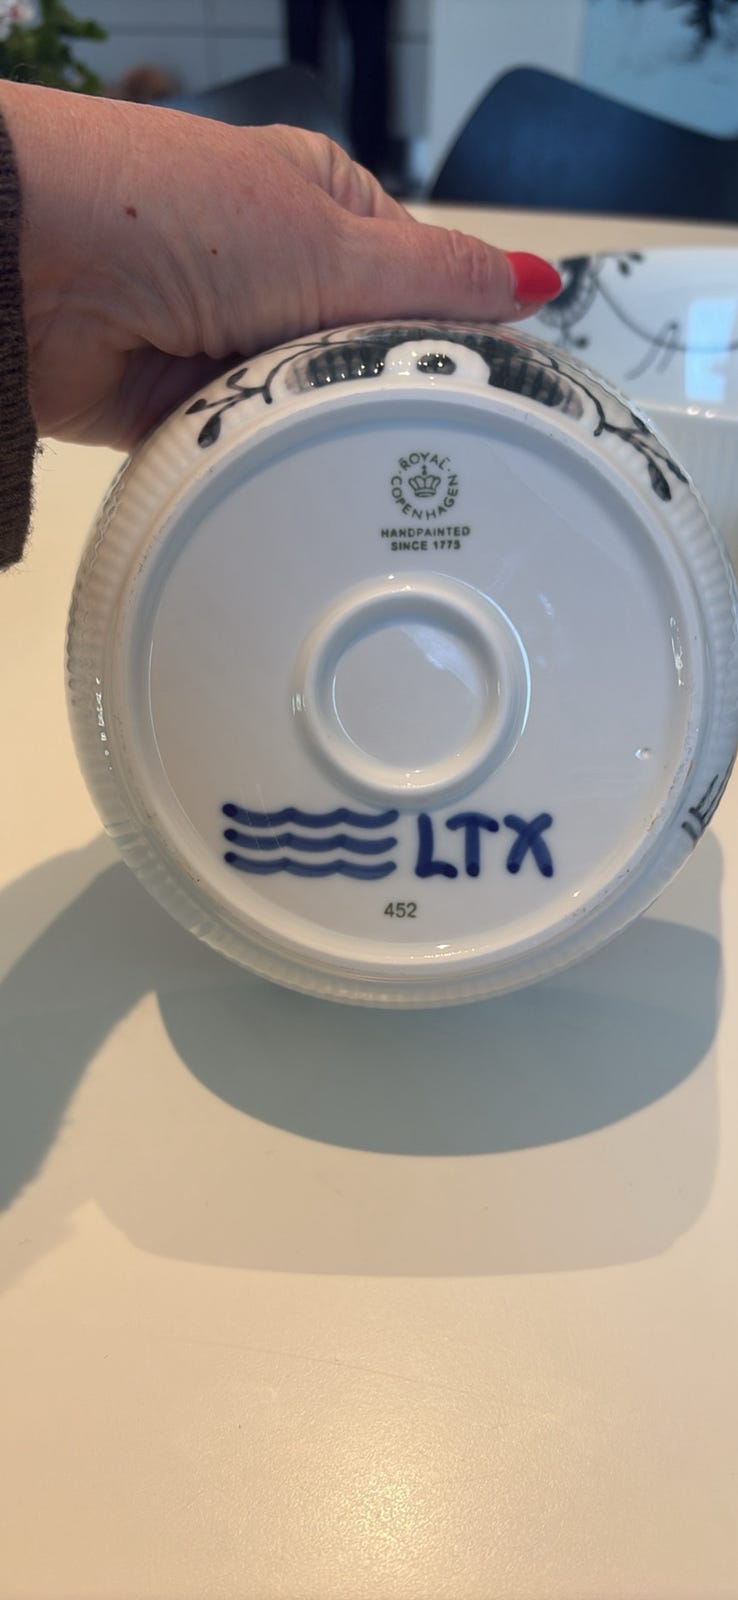 ROYAL COPENHAGEN
HANDPAINTED
SINCE 1775
LTX
452